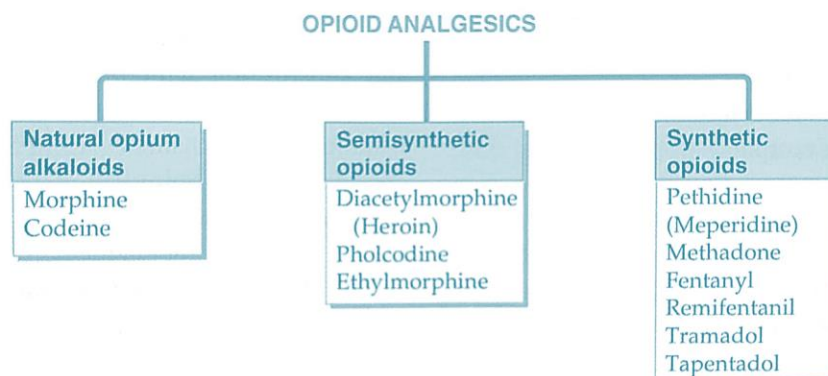 OPIOID ANALGESICS
Natural opium
alkaloids
Morphine
Codeine
Semisynthetic
opioids
Diacetylmorphine
(Heroin)
Pholcodine
Ethylmorphine
Synthetic
opioids
Pethidine
(Meperidine)
Methadone
Fentanyl
Remifentanil
Tramadol
Tapentadol